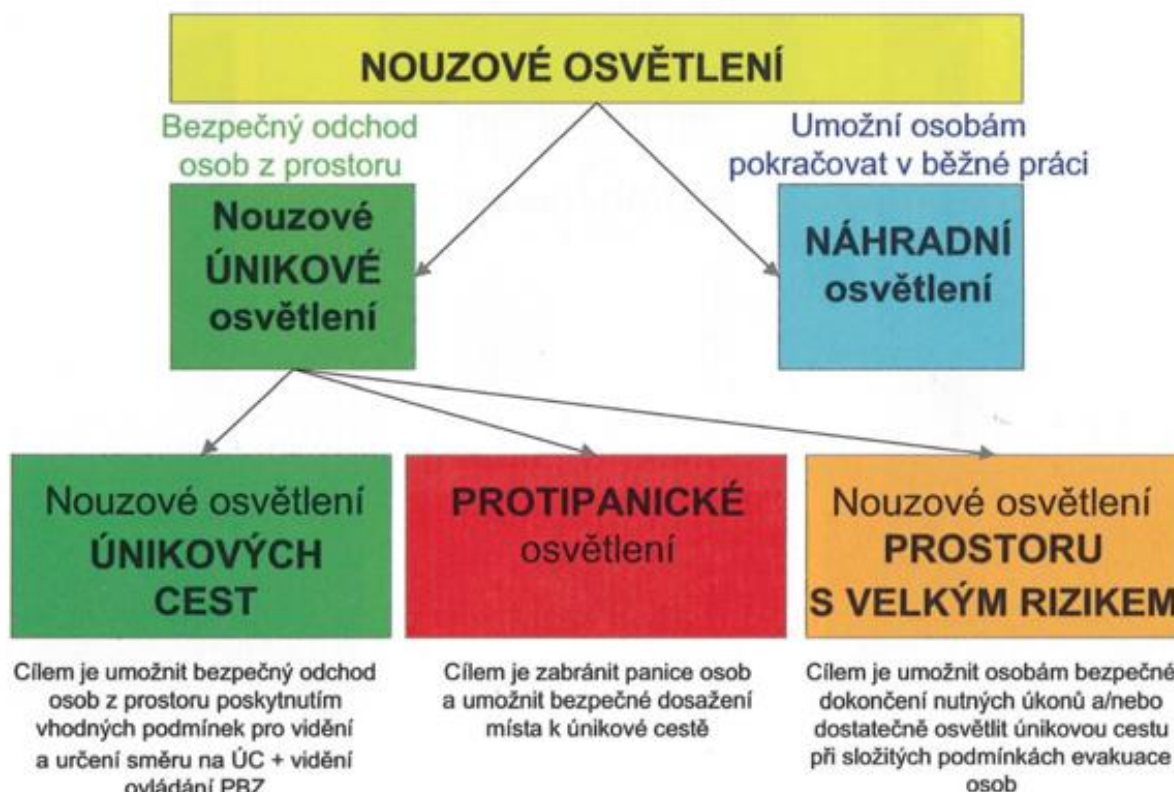 NOUZOVÉ OSVĚTLENÍ
Bezpečný odchod
osob z prostoru
Umožní osobám
pokračovat v běžné práci
Nouzové
ÚNIKOVÉ
osvětlení
NÁHRADNÍ
osvětlení
Nouzové osvětlení
ÚNIKOVÝCH
CEST
PROTIPANICKÉ
osvětlení
Nouzové osvětlení
PROSTORU
S VELKÝM RIZIKEM
Cílem je umožnit bezpečný odchod
osob z prostoru poskytnutím
vhodných podmínek pro vidění
a určení směru na ÚC + vidění
ovládání PBZ
Cílem je zabránit panice osob
a umožnit bezpečné dosažení
místa k únikové cestě
Cílem je umožnit osobám bezpečné
dokončení nutných úkonů a/nebo
dostatečně osvětlit únikovou cestu
při složitých podmínkách evakuace
osob